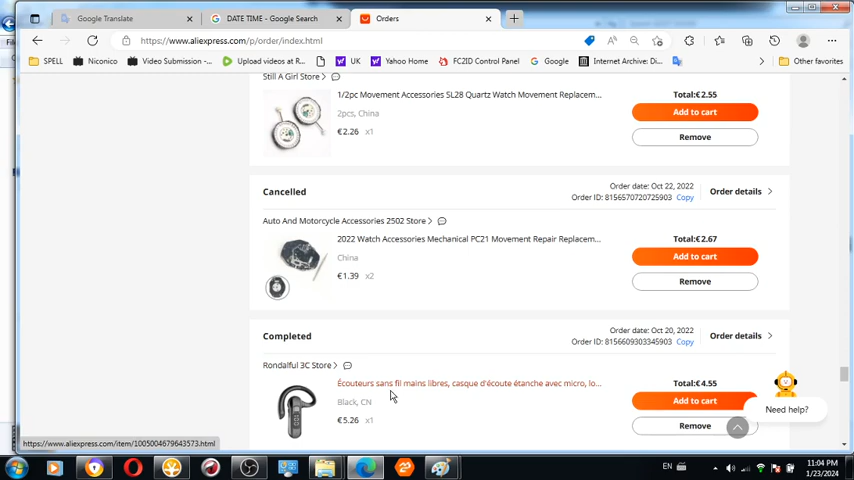 Google Translate
DATE TIME - Google Search
Orders
https://www.aliexpress.com/p/order/index.html
SPELL
Niconico
Video Submission -...
Upload videos at R...
UK
Yahoo Home
FC2ID Control Panel
Google
Internet Archive: Di...
Other favorites
Still A Girl Store >
1/2pc Movement Accessories SL28 Quartz Watch Movement Replacem...
2pcs, China
€2.26 x1
Total:€2.55
Add to cart
Remove
Cancelled
Order date: Oct 22, 2022
Order ID: 8156570720725903 Copy
Order details >
Auto And Motorcycle Accessories 2502 Store >
2022 Watch Accessories Mechanical PC21 Movement Repair Replacem...
China
€1.39 x2
Total:€2.67
Add to cart
Remove
Completed
Order date: Oct 20, 2022
Order ID: 8156609303345903 Copy
Order details >
Rondaful 3C Store >
Écouteurs sans fil mains libres, casque d'écoute étanche avec micro, lo...
Black, CN
€5.26 x1
Total:€4.55
Add to cart
Remove
Need help?
https://www.aliexpress.com/item/1005004679643573.html
EN
11:04 PM
1/23/2024